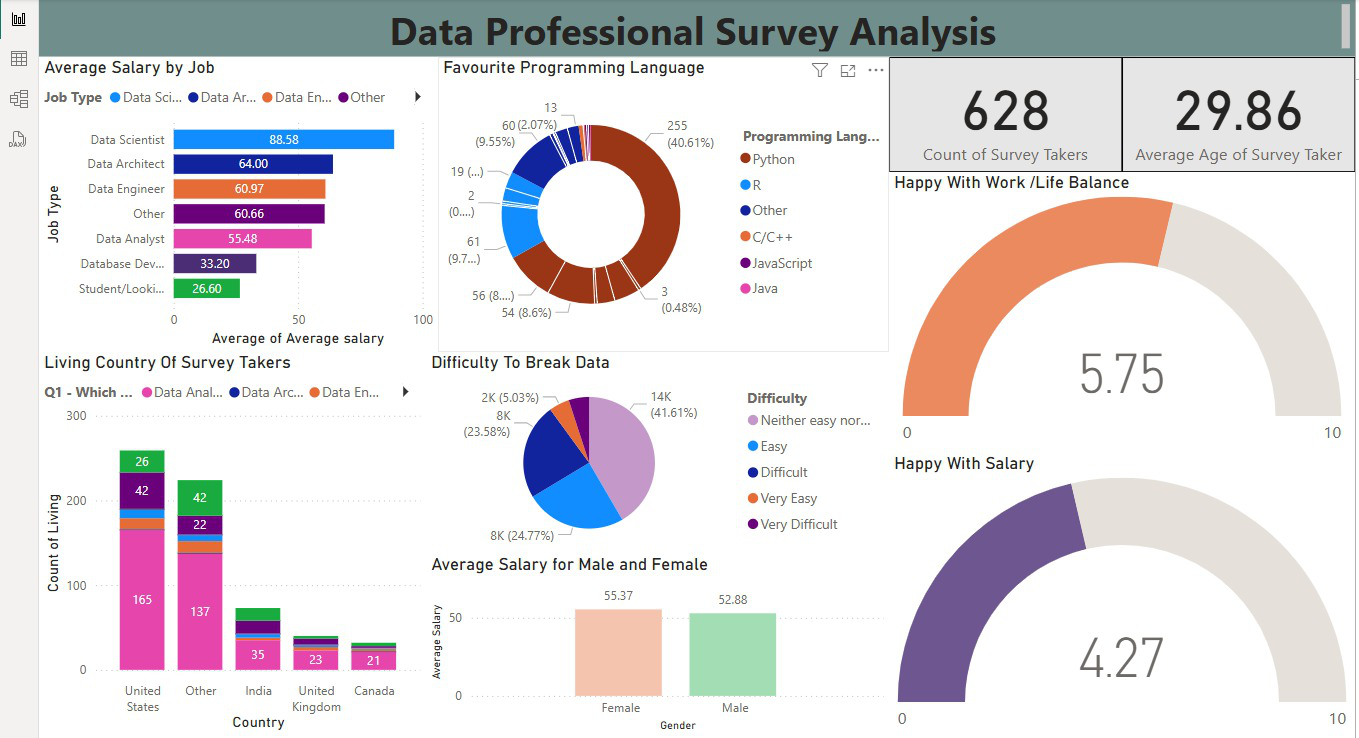 Data Professional Survey Analysis
DAX
Average Salary by Job
Job Type Data Sci... Data Ar... Data En... Other
Job Type
Data Scientist 88.58
Data Architect 64.00
Data Engineer 60.97
Other 60.66
Data Analyst 55.48
Database Dev... 33.20
Student/Looki... 26.60
0 50 100
Average of Average salary
Favourite Programming Language
13
(2.07%)
60
(9.55%)
19 (...)
2
(0....)
61
(9.7...)
56 (8....)
54 (8.6%)
3
(0.48%)
255
(40.61%)
Programming Lang...
Python
R
Other
C/C++
JavaScript
Java
628
Count of Survey Takers
29.86
Average Age of Survey Taker
Happy With Work /Life Balance
5.75
0 10
Living Country Of Survey Takers
Q1 - Which ... Data Anal... Data Arc... Data En...
Count of Living
300
200
100
0
26
42
165
42
22
137
35
23
21
United States
Other
India
United Kingdom
Canada
Country
Difficulty To Break Data
2K (5.03%)
8K
(23.58%)
8K (24.77%)
14K
(41.61%)
Difficulty
Neither easy nor...
Easy
Difficult
Very Easy
Very Difficult
Average Salary for Male and Female
Average Salary
50
0
55.37
52.88
Female Male
Gender
Happy With Salary
4.27
0 10